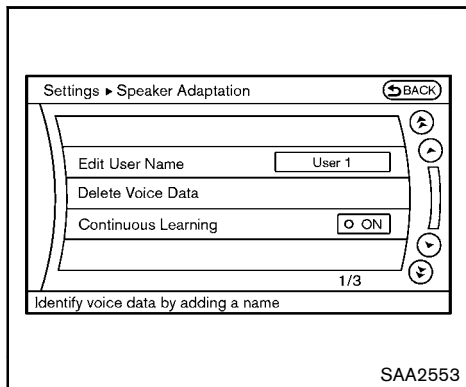 Settings ▸ Speaker Adaptation BACK
Edit User Name User 1
Delete Voice Data
Continuous Learning ON
1/3
Identify voice data by adding a name
SAA2553